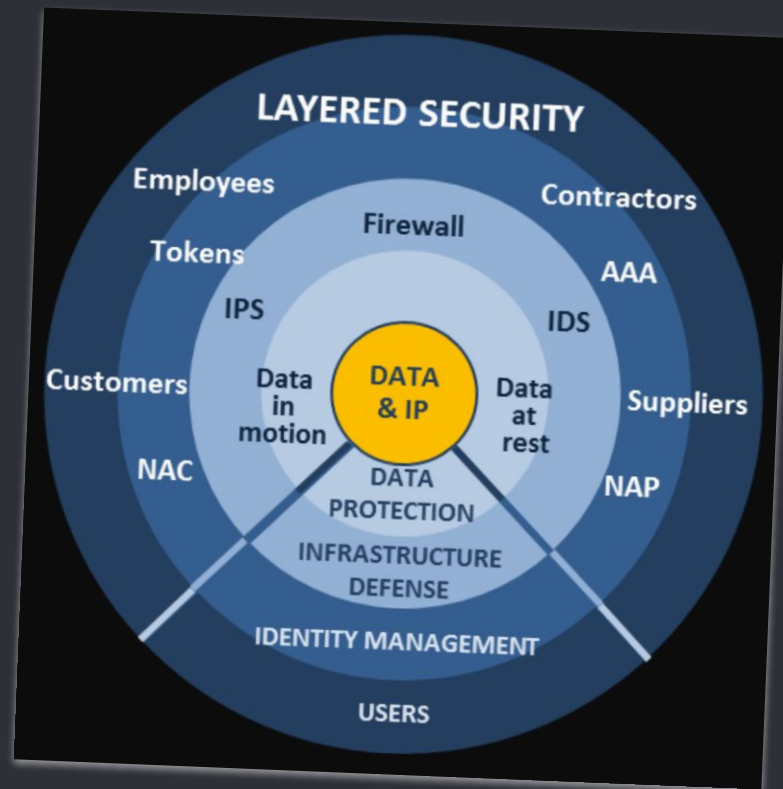 LAYERED SECURITY
Employees
Contractors
Firewall
Tokens
AAA
IPS
IDS
Customers
Data
in
motion
DATA
& IP
Data
at
rest
Suppliers
NAC
NAP
DATA
PROTECTION
INFRASTRUCTURE
DEFENSE
IDENTITY MANAGEMENT
USERS